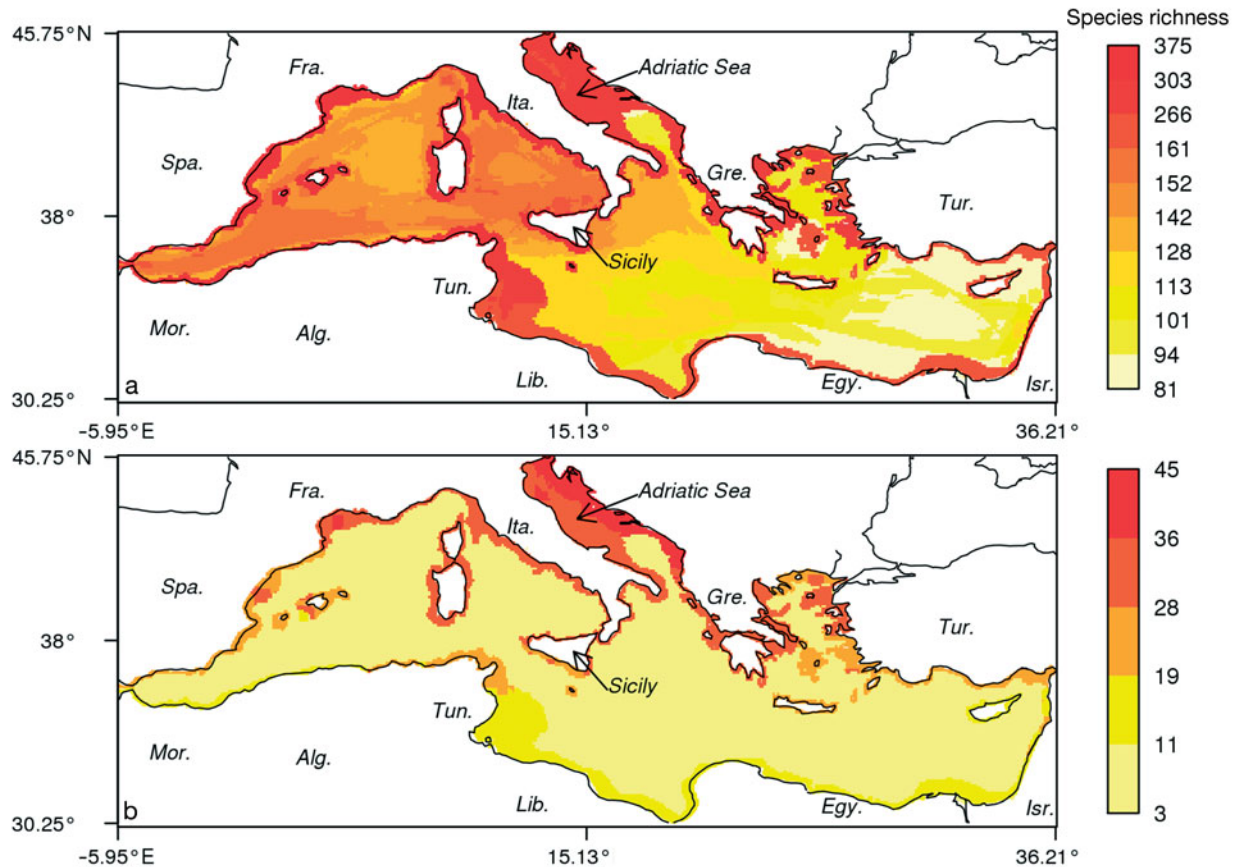 Species richness
45.75°N
Fra.
Adriatic Sea
Ita.
Spa.
Gre.
Tur.
38°
Sicily
Tun.
Mor.
Alg.
Lib.
Egy.
Isr.
a
30.25°
−5.95°E
15.13°
36.21°
375
303
266
161
152
142
128
113
101
94
81
45.75°N
Fra.
Adriatic Sea
Ita.
Spa.
Gre.
Tur.
38°
Sicily
Tun.
Mor.
Alg.
Lib.
Egy.
Isr.
b
30.25°
−5.95°E
15.13°
36.21°
45
36
28
19
11
3